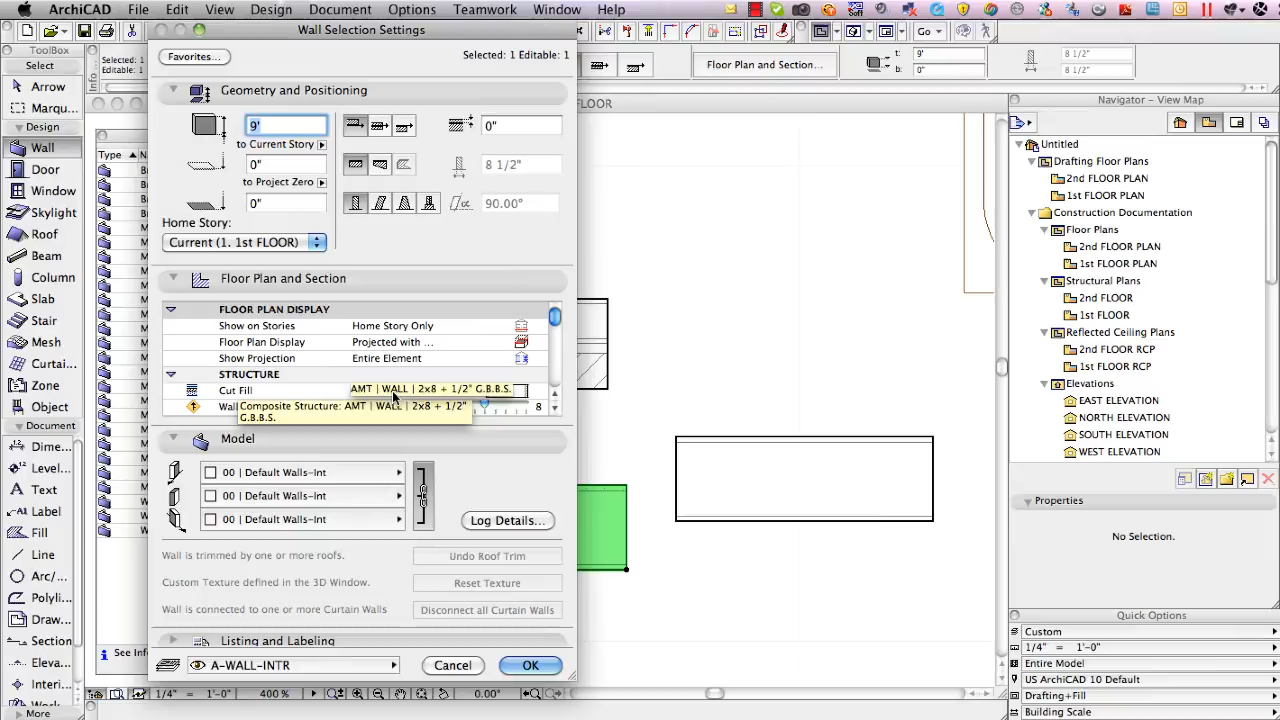 ArchiCAD File Edit View Design Document Options Teamwork Window Help
ToolBox
Select
Arrow
Marqu...
Design
Wall
Door
Window
Skylight
Roof
Beam
Column
Slab
Stair
Mesh
Curtai...
Zone
Object
Document
Dime...
Level...
Text
Label
Fill
Line
Arc/...
Polyli...
Draw...
Section
Eleva...
Interi...
More
Selected: 1
Editable: 1
Info
Type
See Inf
Wall Selection Settings
Favorites...
Selected: 1 Editable: 1
Geometry and Positioning
9'
0"
to Current Story
0"
8 1/2"
to Project Zero
0"
90.00°
Home Story:
Current (1. 1st FLOOR)
Floor Plan and Section
FLOOR PLAN DISPLAY
Show on Stories Home Story Only
Floor Plan Display Projected with ...
Show Projection Entire Element
STRUCTURE
Cut Fill AMT | WALL | 2x8 + 1/2" G.B.B.S.
Wal
8
Composite Structure: AMT | WALL | 2x8 + 1/2"
G.B.B.S.
Model
00 | Default Walls-Int
00 | Default Walls-Int
00 | Default Walls-Int
Log Details...
Wall is trimmed by one or more roofs.
Undo Roof Trim
Custom Texture defined in the 3D Window.
Reset Texture
Wall is connected to one or more Curtain Walls
Disconnect all Curtain Walls
Listing and Labeling
A-WALL-INTR
Cancel
OK
Go
Floor Plan and Section...
t: 9'
b: 0"
8 1/2"
8 1/2"
FLOOR
1/4" = 1'-0"
400 %
0.00°
Navigator - View Map
Untitled
Drafting Floor Plans
2nd FLOOR PLAN
1st FLOOR PLAN
Construction Documentation
Floor Plans
2nd FLOOR PLAN
1st FLOOR PLAN
Structural Plans
2nd FLOOR
1st FLOOR
Reflected Ceiling Plans
2nd FLOOR RCP
1st FLOOR RCP
Elevations
EAST ELEVATION
NORTH ELEVATION
SOUTH ELEVATION
WEST ELEVATION
Properties
No Selection.
Quick Options
Custom
1/4" = 1'-0"
Entire Model
US ArchiCAD 10 Default
Drafting+Fill
Building Scale